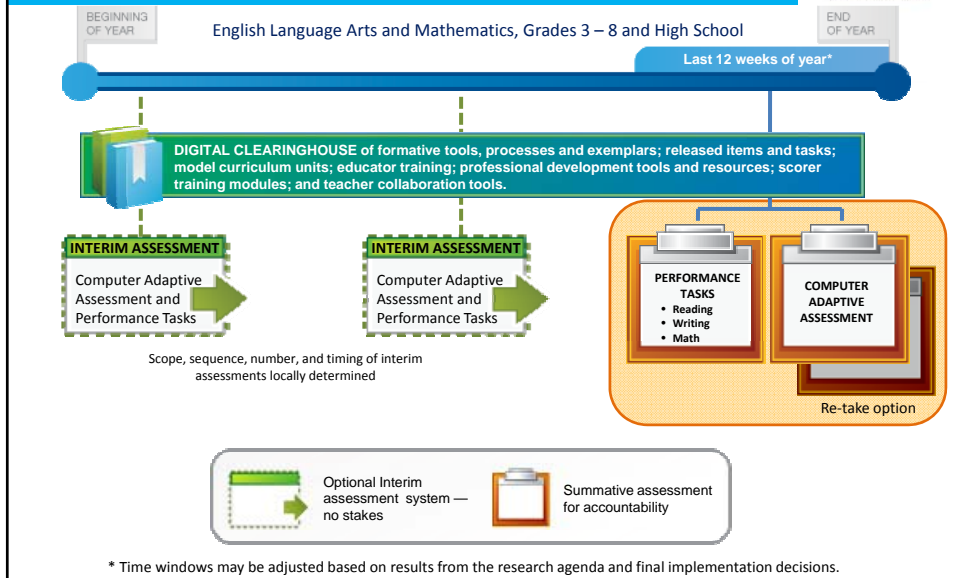 BEGINNING
OF YEAR
English Language Arts and Mathematics, Grades 3 – 8 and High School
END
OF YEAR
Last 12 weeks of year*
DIGITAL CLEARINGHOUSE of formative tools, processes and exemplars; released items and tasks;
model curriculum units; educator training; professional development tools and resources; scorer
training modules; and teacher collaboration tools.
INTERIM ASSESSMENT
Computer Adaptive
Assessment and
Performance Tasks
INTERIM ASSESSMENT
Computer Adaptive
Assessment and
Performance Tasks
Scope, sequence, number, and timing of interim
assessments locally determined
PERFORMANCE
TASKS
• Reading
• Writing
• Math
COMPUTER
ADAPTIVE
ASSESSMENT
Re-take option
Optional Interim
assessment system —
no stakes
Summative assessment
for accountability
* Time windows may be adjusted based on results from the research agenda and final implementation decisions.